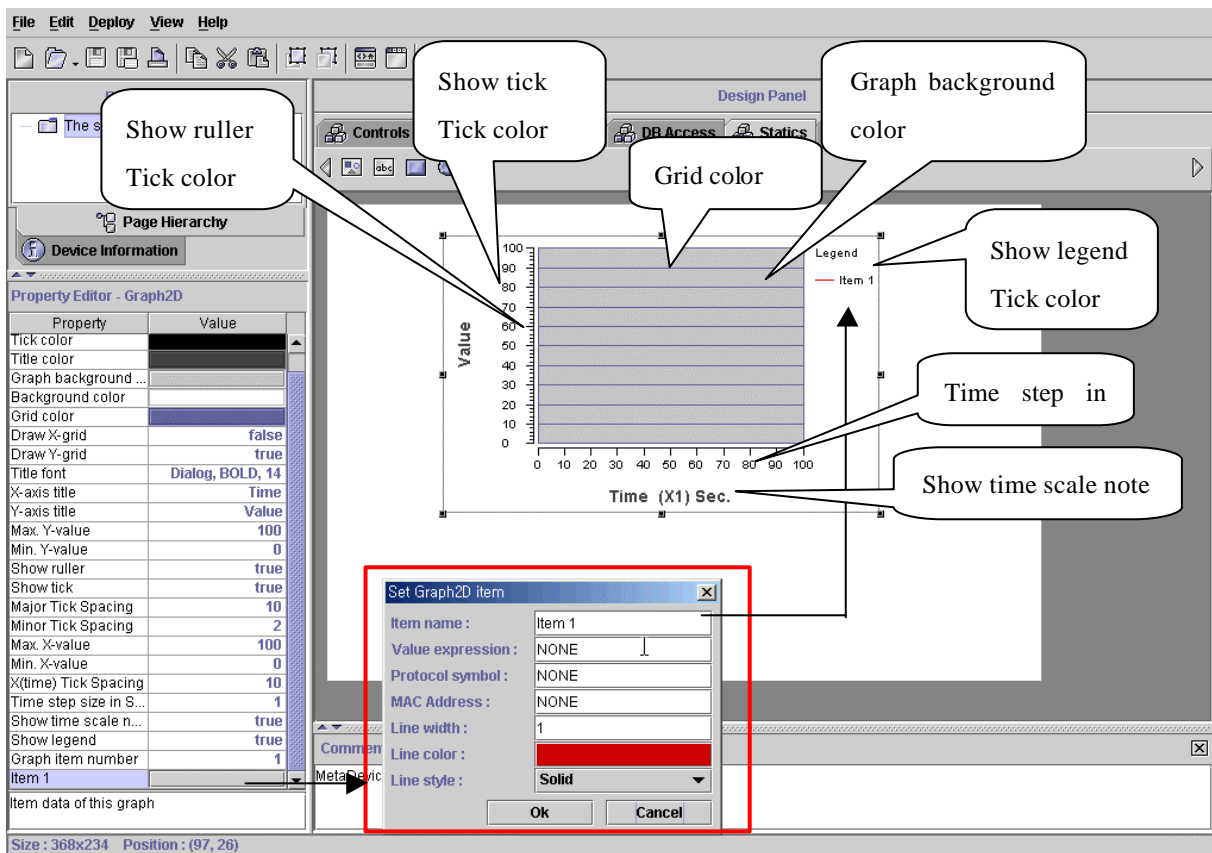 File Edit Deploy View Help
Design Panel
The s
Controls
DB Access
Statics
abc
Page Hierarchy
Device Information
Show ruller
Tick color
Show tick
Tick color
Grid color
Graph background
color
Show legend
Tick color
Time step in
Show time scale note
Legend
Item 1
Value
100
90
80
70
60
50
40
30
20
10
0
0 10 20 30 40 50 60 70 80 90 100
Time (X1) Sec.
Property Editor - Graph2D
Property Value
Tick color
Title color
Graph background ...
Background color
Grid color
Draw X-grid false
Draw Y-grid true
Title font Dialog, BOLD, 14
X-axis title Time
Y-axis title Value
Max. Y-value 100
Min. Y-value 0
Show ruller true
Show tick true
Major Tick Spacing 10
Minor Tick Spacing 2
Max. X-value 100
Min. X-value 0
X(time) Tick Spacing 10
Time step size in S... 1
Show time scale n... true
Show legend true
Graph item number 1
Item 1
Item data of this graph
Set Graph2D item
Item name : Item 1
Value expression : NONE
Protocol symbol : NONE
MAC Address : NONE
Line width : 1
Line color :
Line style : Solid
Ok Cancel
Commen
MetaDevic
Size : 368x234 Position : (97, 26)